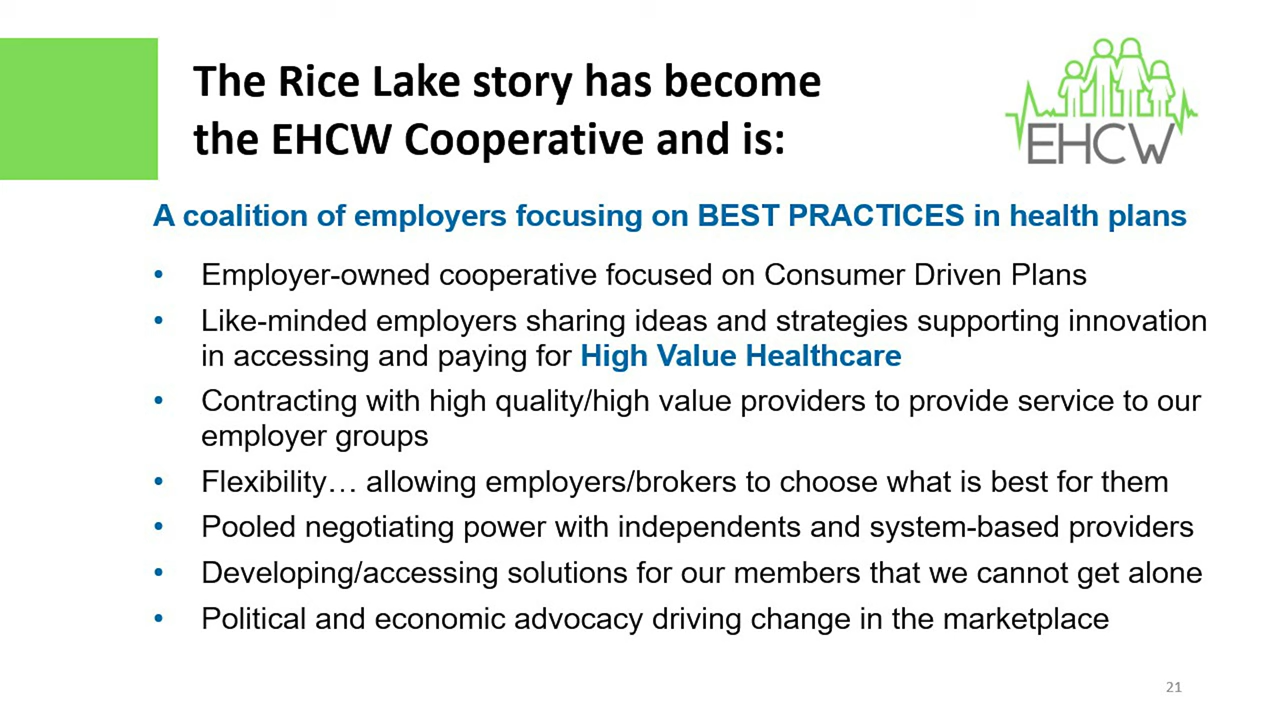 The Rice Lake story has become
the EHCW Cooperative and is:
EHCW
A coalition of employers focusing on BEST PRACTICES in health plans
• Employer-owned cooperative focused on Consumer Driven Plans
• Like-minded employers sharing ideas and strategies supporting innovation
in accessing and paying for High Value Healthcare
• Contracting with high quality/high value providers to provide service to our
employer groups
• Flexibility… allowing employers/brokers to choose what is best for them
• Pooled negotiating power with independents and system-based providers
• Developing/accessing solutions for our members that we cannot get alone
• Political and economic advocacy driving change in the marketplace
21